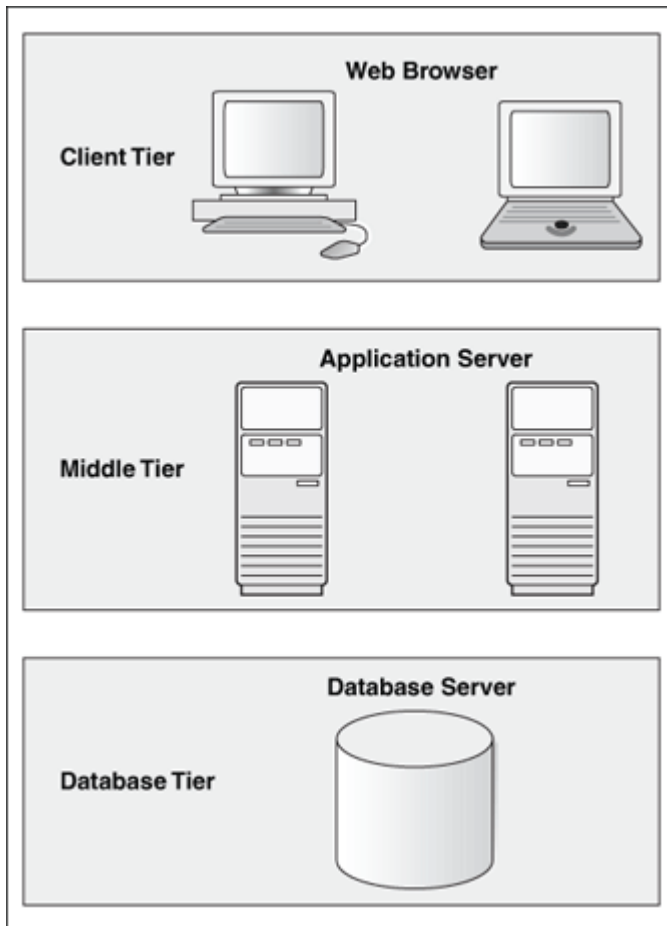 Web Browser
Client Tier
Application Server
Middle Tier
Database Server
Database Tier